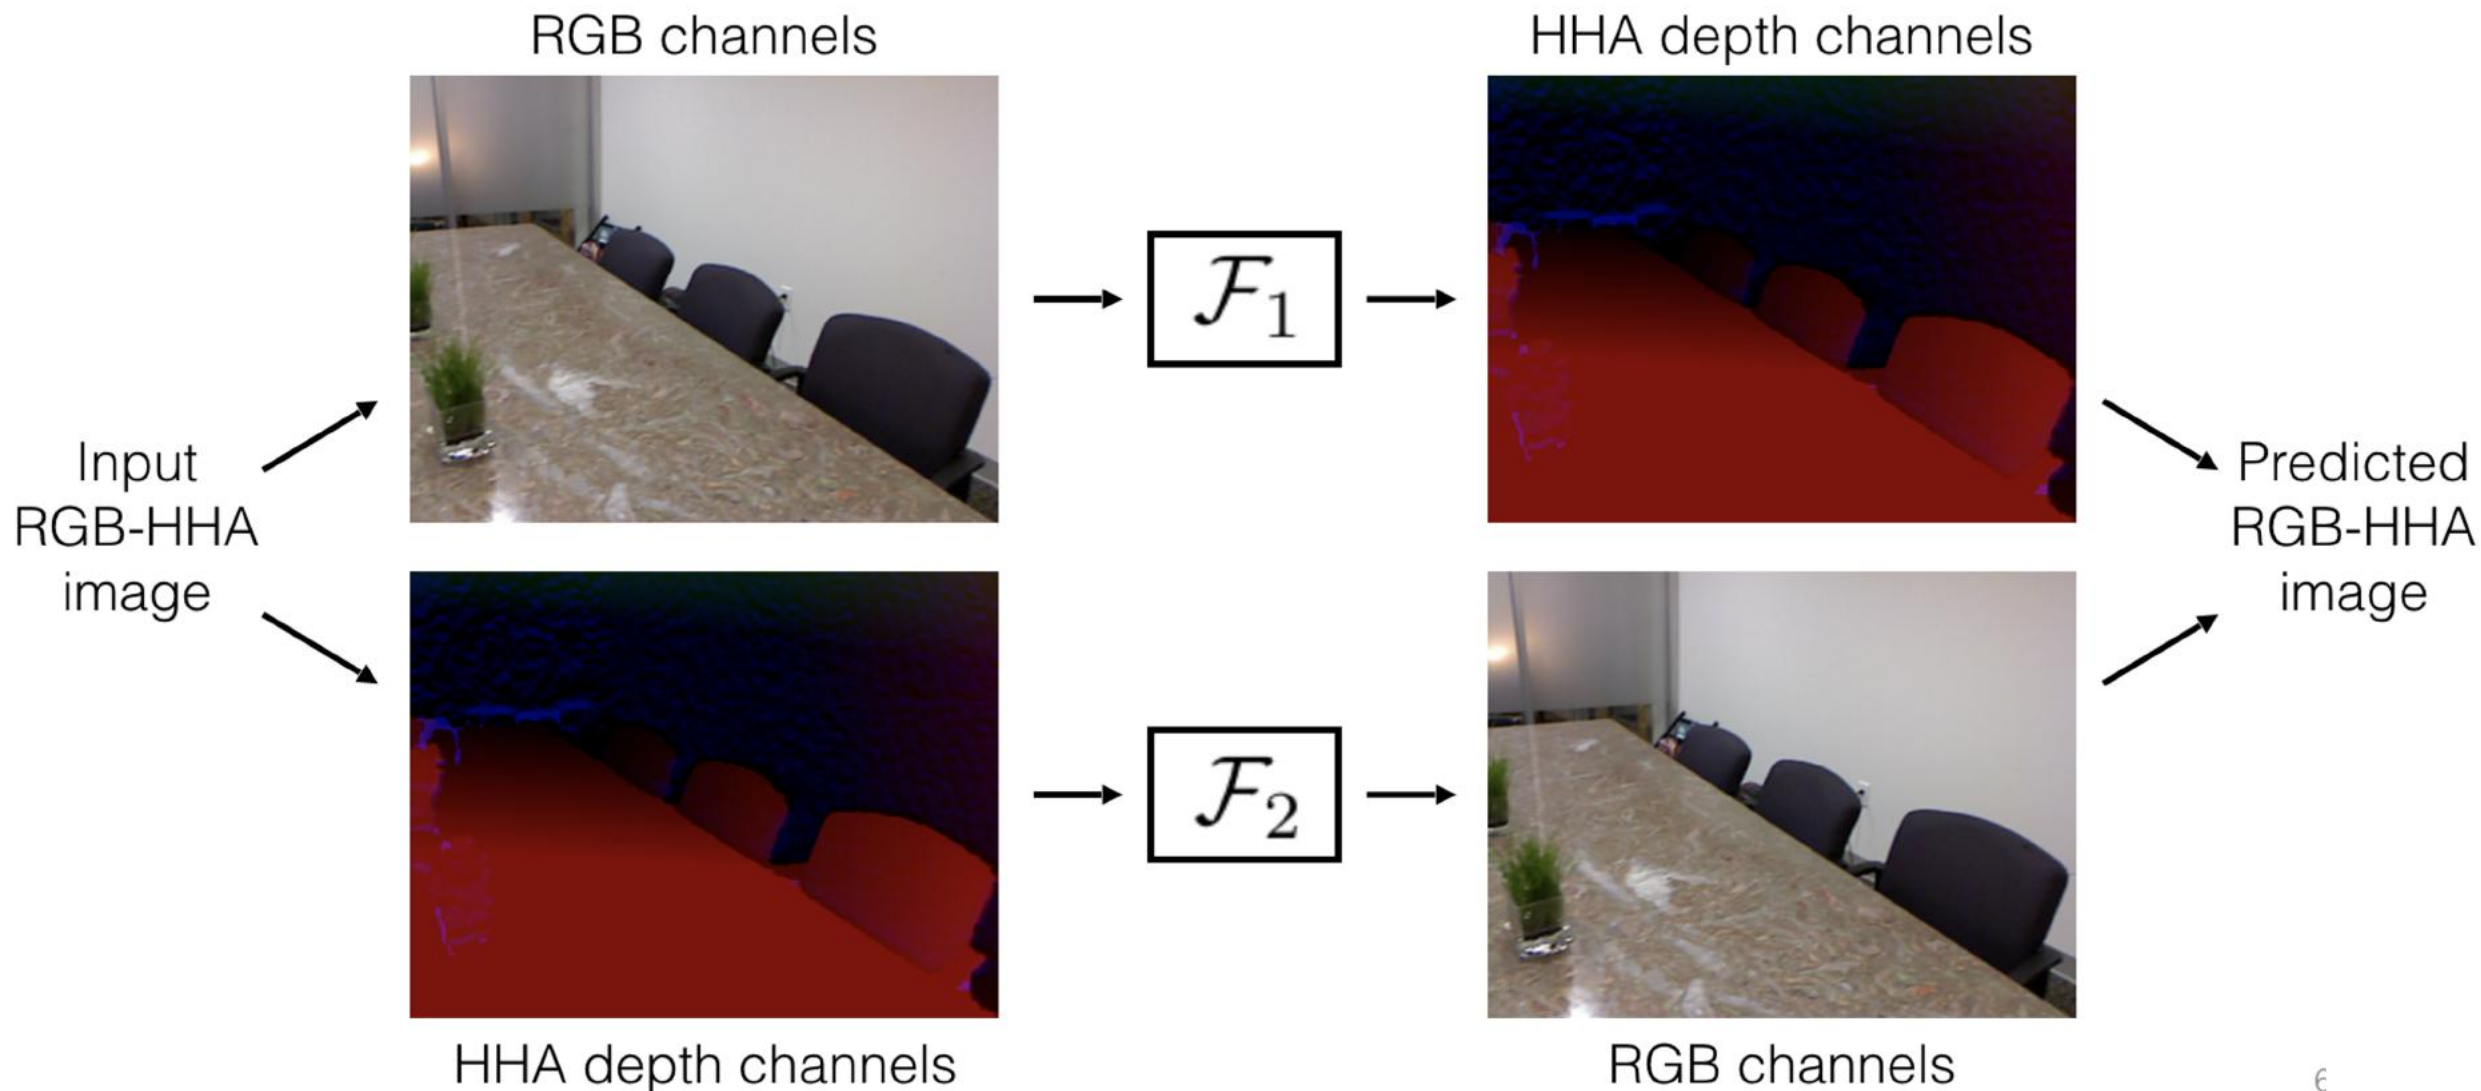 RGB channels
HHA depth channels
Input
RGB-HHA
image
F1
F2
Predicted
RGB-HHA
image
HHA depth channels
RGB channels